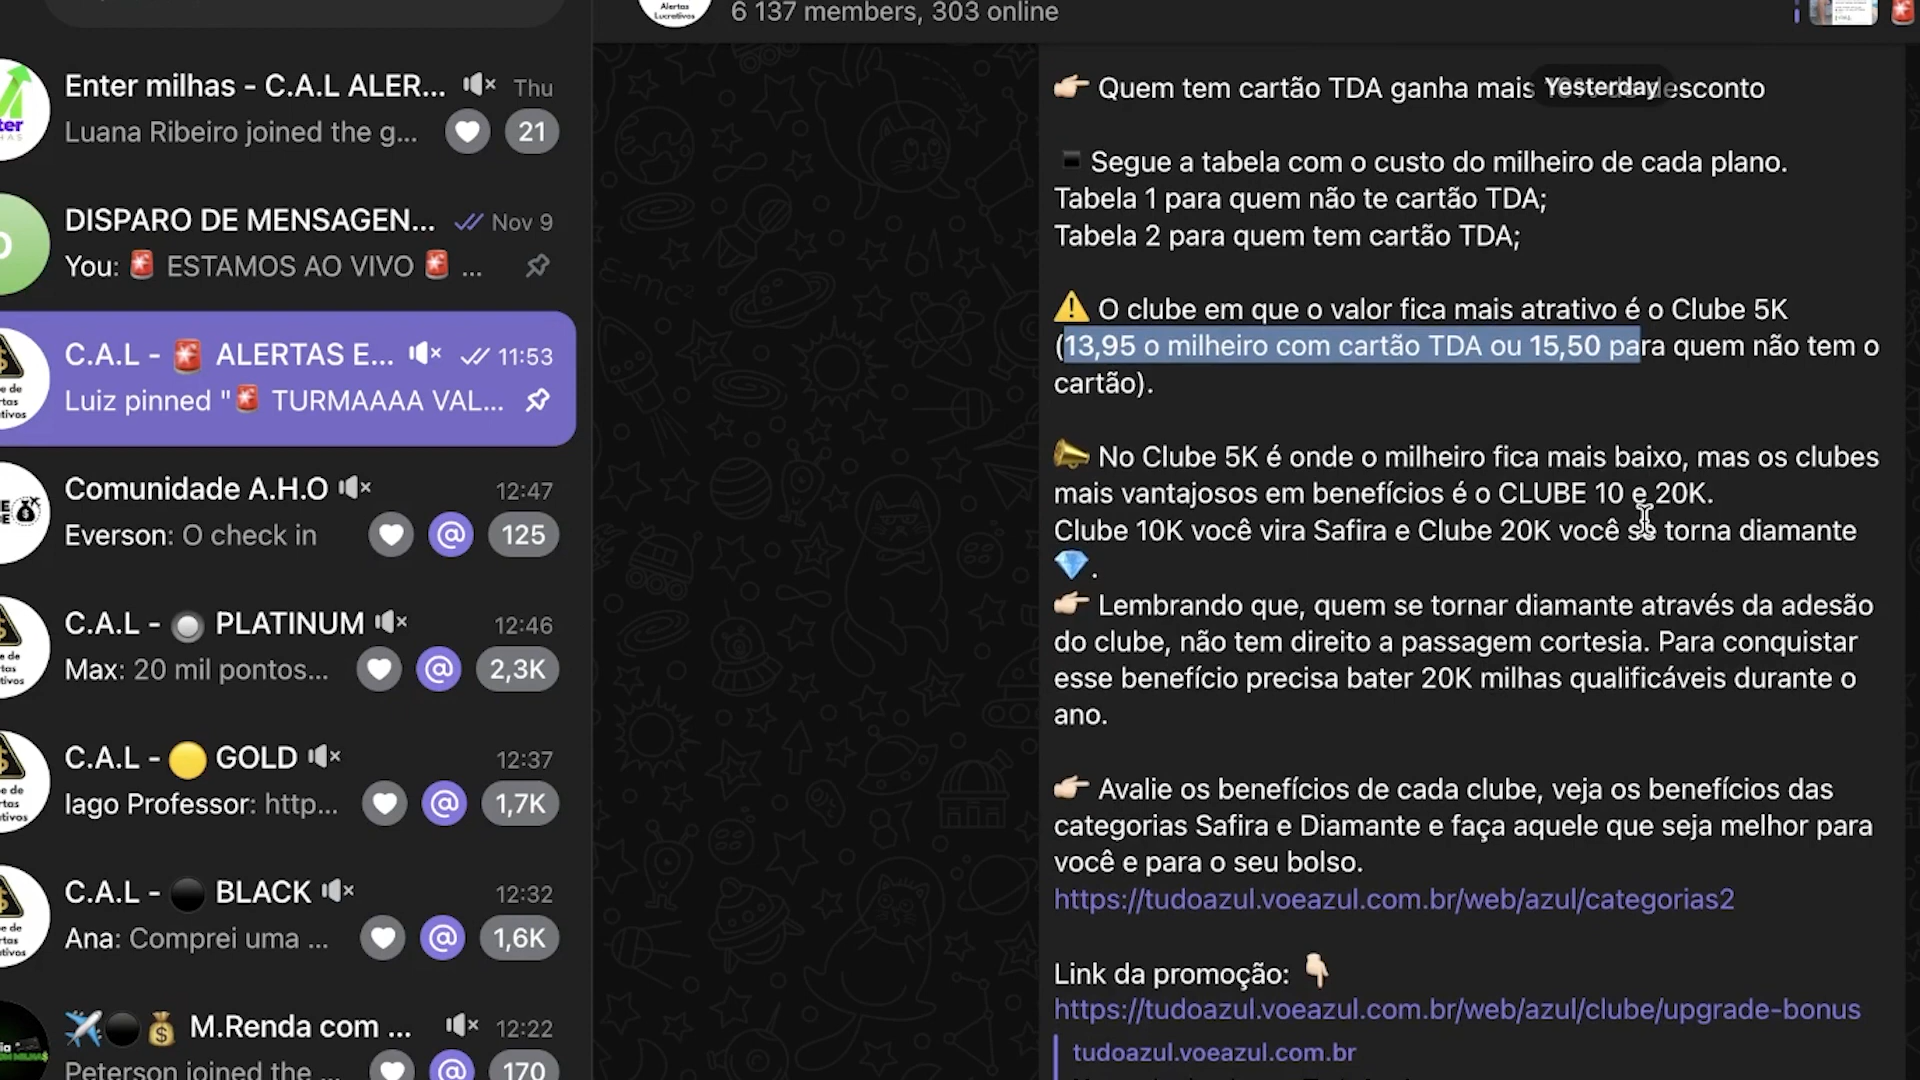 Alertas
Lucrativos
6 137 members, 303 online
Enter milhas - C.A.L ALER...
Thu
Luana Ribeiro joined the g...
21
DISPARO DE MENSAGEN...
Nov 9
You: 🚨 ESTAMOS AO VIVO 🚨 ...
C.A.L - 🚨 ALERTAS E...
11:53
Luiz pinned "🚨 TURMAAAA VAL...
Comunidade A.H.O
12:47
Everson: O check in
@
125
C.A.L - ⚪ PLATINUM
12:46
Max: 20 mil pontos...
@
2,3K
C.A.L - 🟡 GOLD
12:37
Iago Professor: http...
@
1,7K
C.A.L - ⚫ BLACK
12:32
Ana: Comprei uma ...
@
1,6K
✈️⚫💰 M.Renda com ...
12:22
Peterson joined the ...
@
170
Yesterday
👉🏻 Quem tem cartão TDA ganha mais esconto
▪️ Segue a tabela com o custo do milheiro de cada plano.
Tabela 1 para quem não te cartão TDA;
Tabela 2 para quem tem cartão TDA;
⚠️ O clube em que o valor fica mais atrativo é o Clube 5K
(13,95 o milheiro com cartão TDA ou 15,50 para quem não tem o
cartão).
📣 No Clube 5K é onde o milheiro fica mais baixo, mas os clubes
mais vantajosos em benefícios é o CLUBE 10 e 20K.
Clube 10K você vira Safira e Clube 20K você se torna diamante
💎.
👉🏻 Lembrando que, quem se tornar diamante através da adesão
do clube, não tem direito a passagem cortesia. Para conquistar
esse benefício precisa bater 20K milhas qualificáveis durante o
ano.
👉🏻 Avalie os benefícios de cada clube, veja os benefícios das
categorias Safira e Diamante e faça aquele que seja melhor para
você e para o seu bolso.
https://tudoazul.voeazul.com.br/web/azul/categorias2
Link da promoção: 👇🏻
https://tudoazul.voeazul.com.br/web/azul/clube/upgrade-bonus
tudoazul.voeazul.com.br